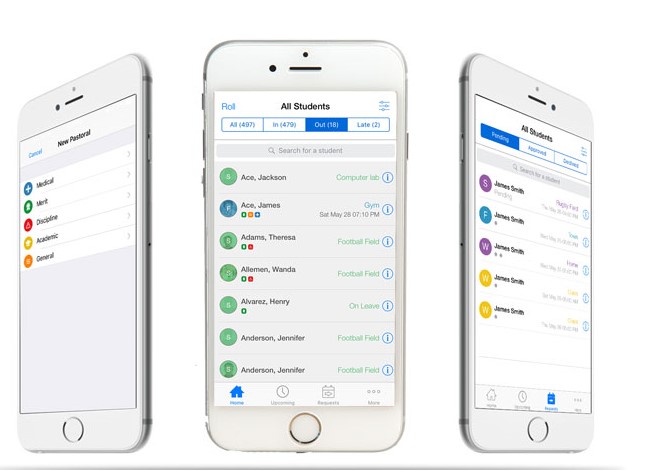 New Pastoral
Cancel
Medical
Merit
Discipline
Academic
General
Roll
All Students
All (497)
In (479)
Out (18)
Late (2)
Search for a student
S
Ace, Jackson
Computer lab
Ace, James
Gym
Sat May 28 07:10 PM
Adams, Theresa
Football Field
Allemen, Wanda
Football Field
S
Alvarez, Henry
On Leave
S
Anderson, Jennifer
Football Field
S
Anderson, Jennifer
Football Field
Home
Upcoming
Requests
More
All Students
Pending
Approved
Declined
Search for a student
S
James Smith
Pending
Rugby Field
F
James Smith
Town
W
James Smith
Home
W
James Smith
W
James Smith
Home
Upcoming
Requests